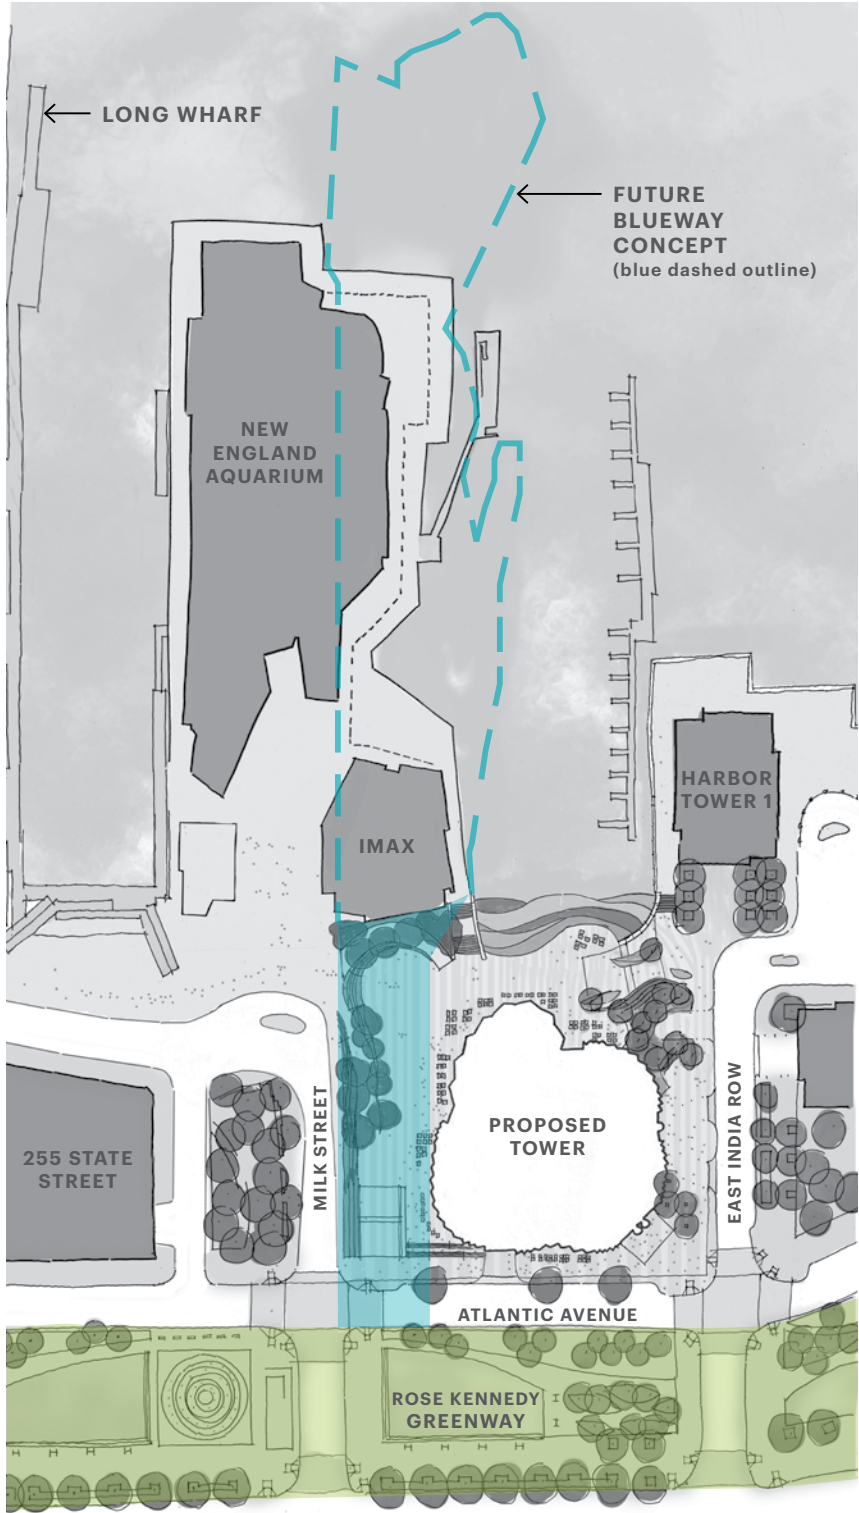 LONG WHARF
FUTURE
BLUEWAY
CONCEPT
(blue dashed outline)
NEW
ENGLAND
AQUARIUM
HARBOR
TOWER 1
IMAX
PROPOSED
TOWER
255 STATE
STREET
MILK STREET
EAST INDIA ROW
ATLANTIC AVENUE
ROSE KENNEDY
GREENWAY